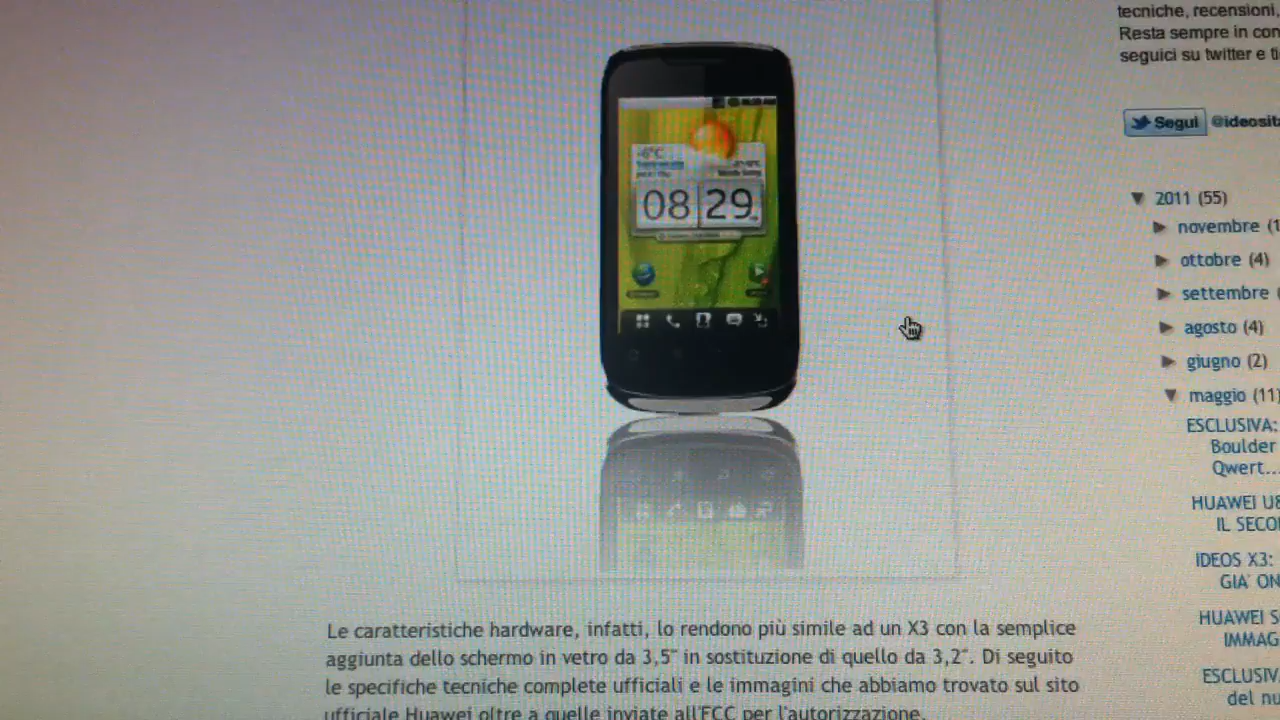 tecniche, recensioni,
Resta sempre in con
seguici su twitter e ti
Segui @ideosit
08 29
2011 (55)
novembre (1
ottobre (4)
settembre (
agosto (4)
giugno (2)
maggio (11)
ESCLUSIVA:
Boulder
Qwert...
HUAWEI U8
IL SECO
IDEOS X3:
GIA' ON
HUAWEI S
IMMAG
ESCLUSIV
del nu
Le caratteristiche hardware, infatti, lo rendono più simile ad un X3 con la semplice
aggiunta dello schermo in vetro da 3,5" in sostituzione di quello da 3,2". Di seguito
le specifiche tecniche complete ufficiali e le immagini che abbiamo trovato sul sito
ufficiale Huawei oltre a quelle inviate all'FCC per l'autorizzazione.